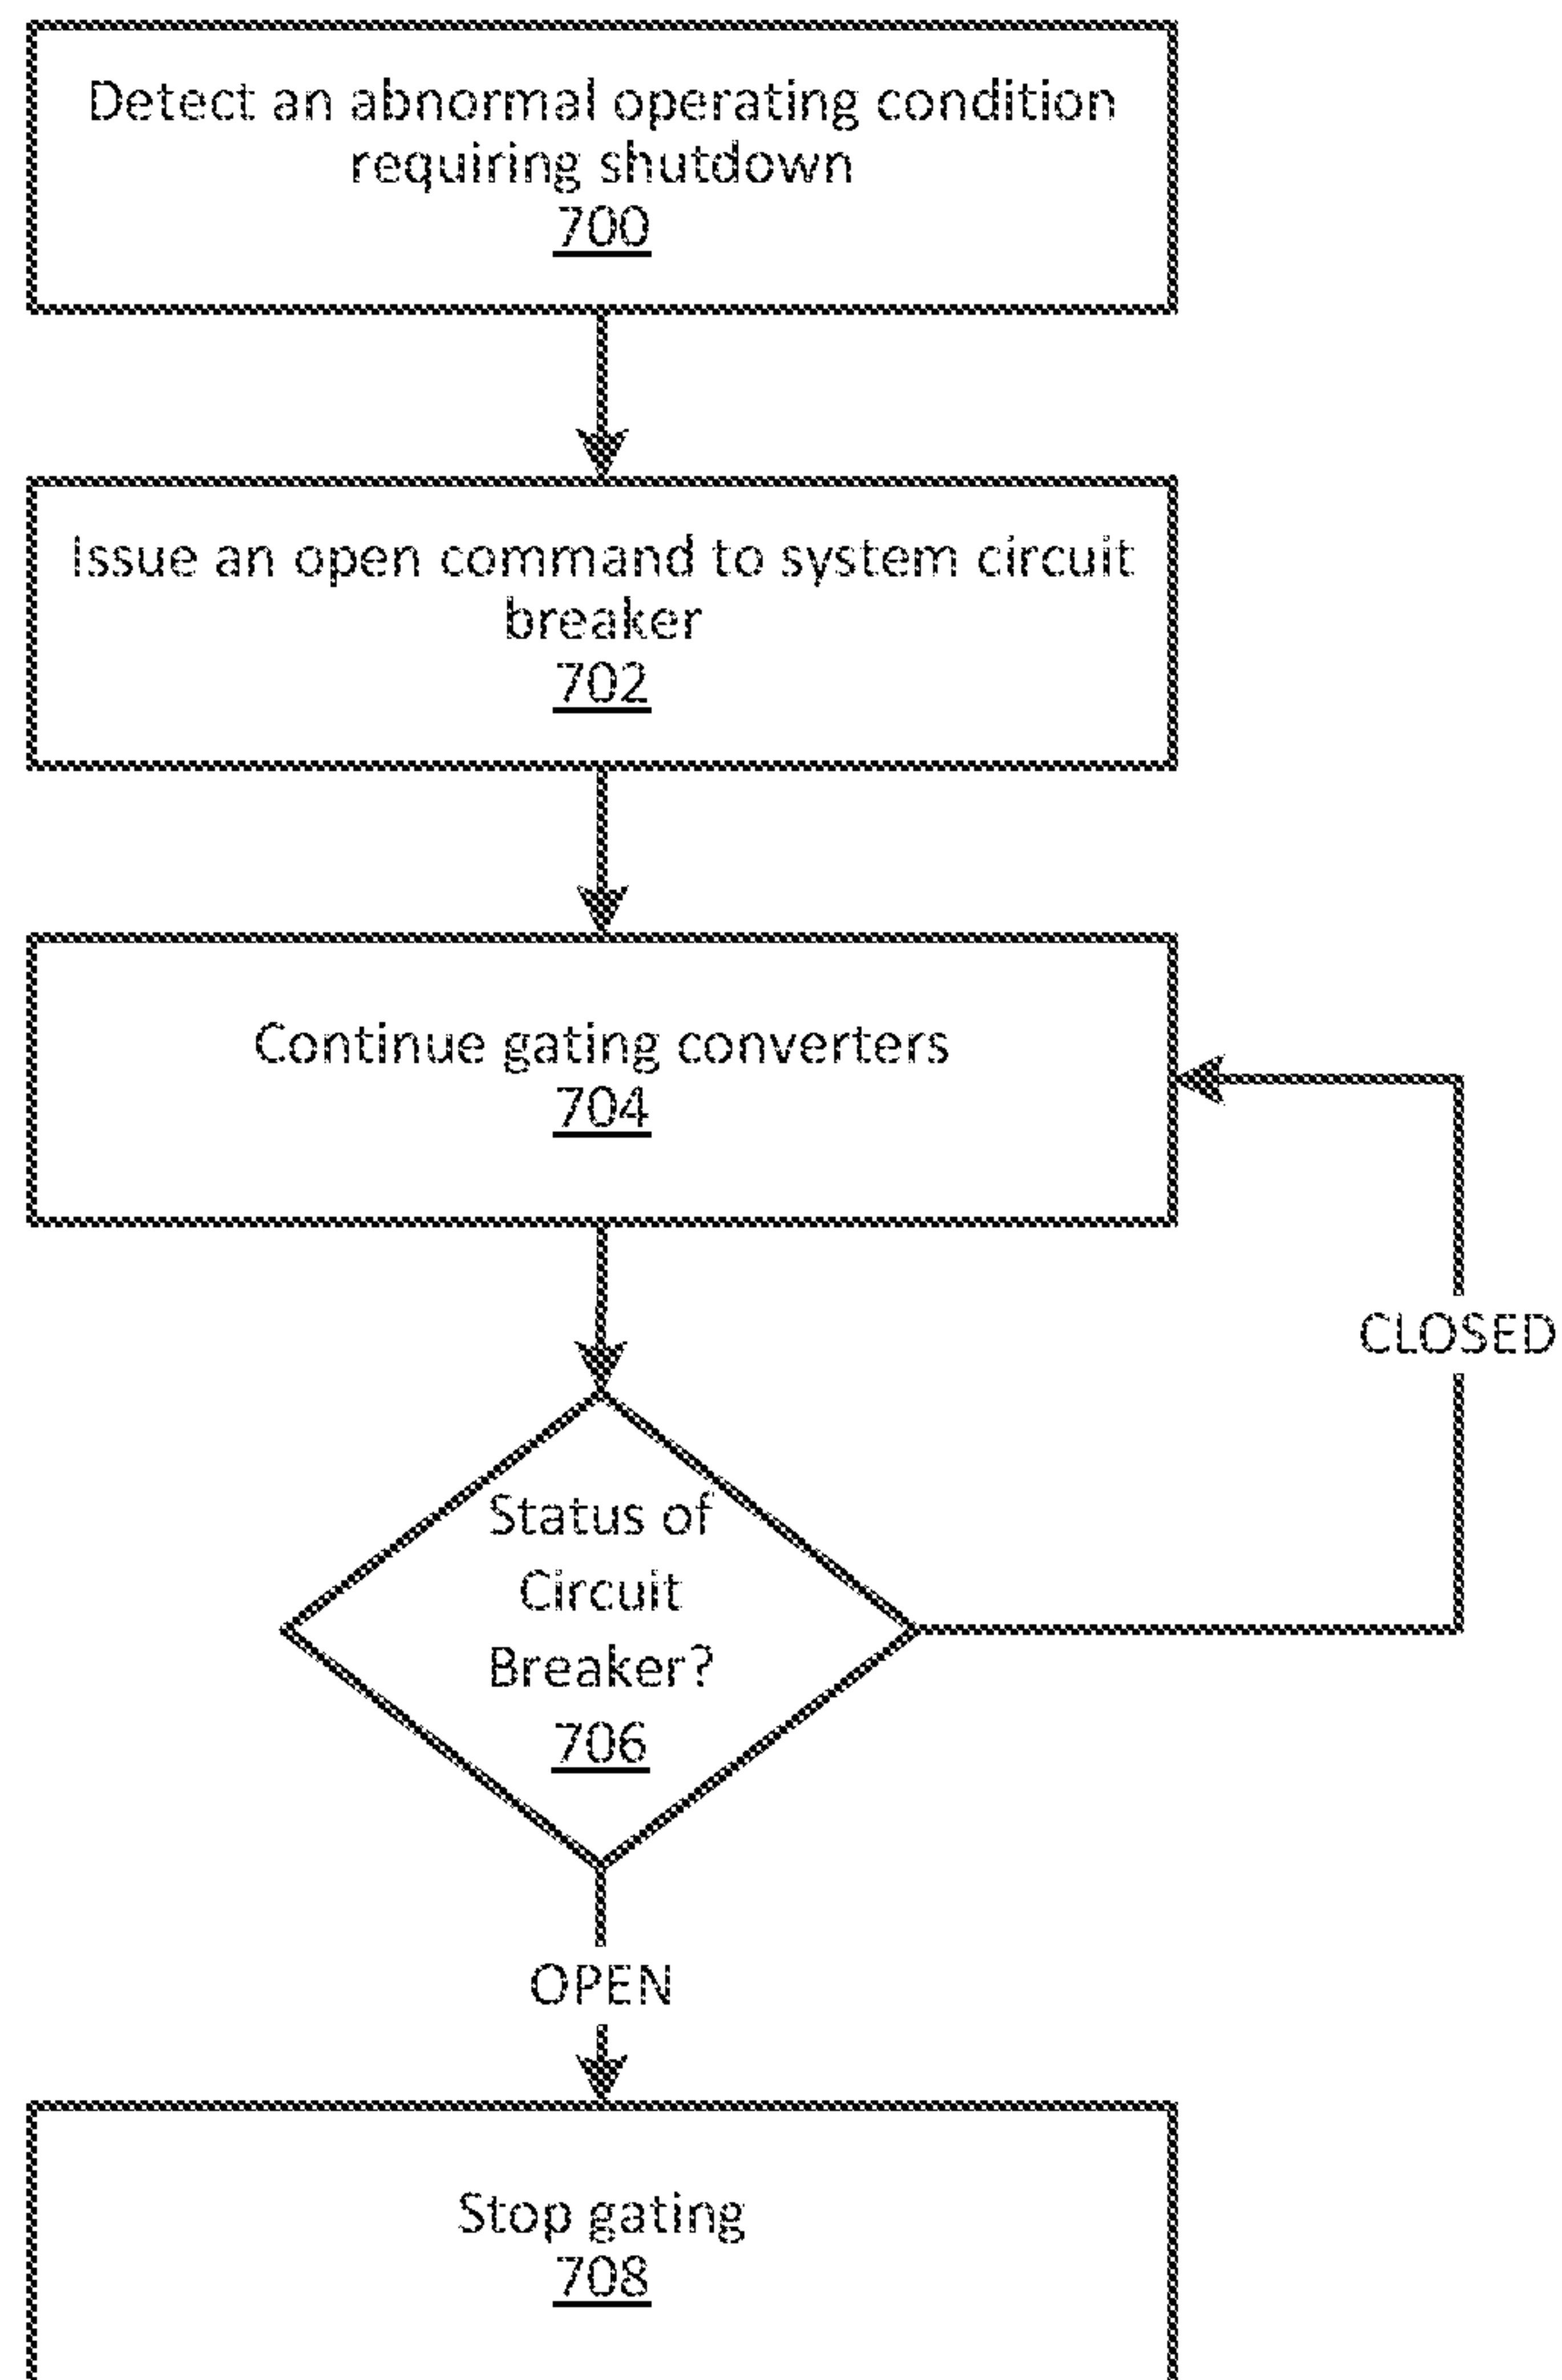 Detect an abnormal operating condition
requiring shutdown
700
Issue an open command to system circuit
breaker
702
Continue gating converters
704
CLOSED
Status of
Circuit
Breaker?
706
OPEN
Stop gating
708